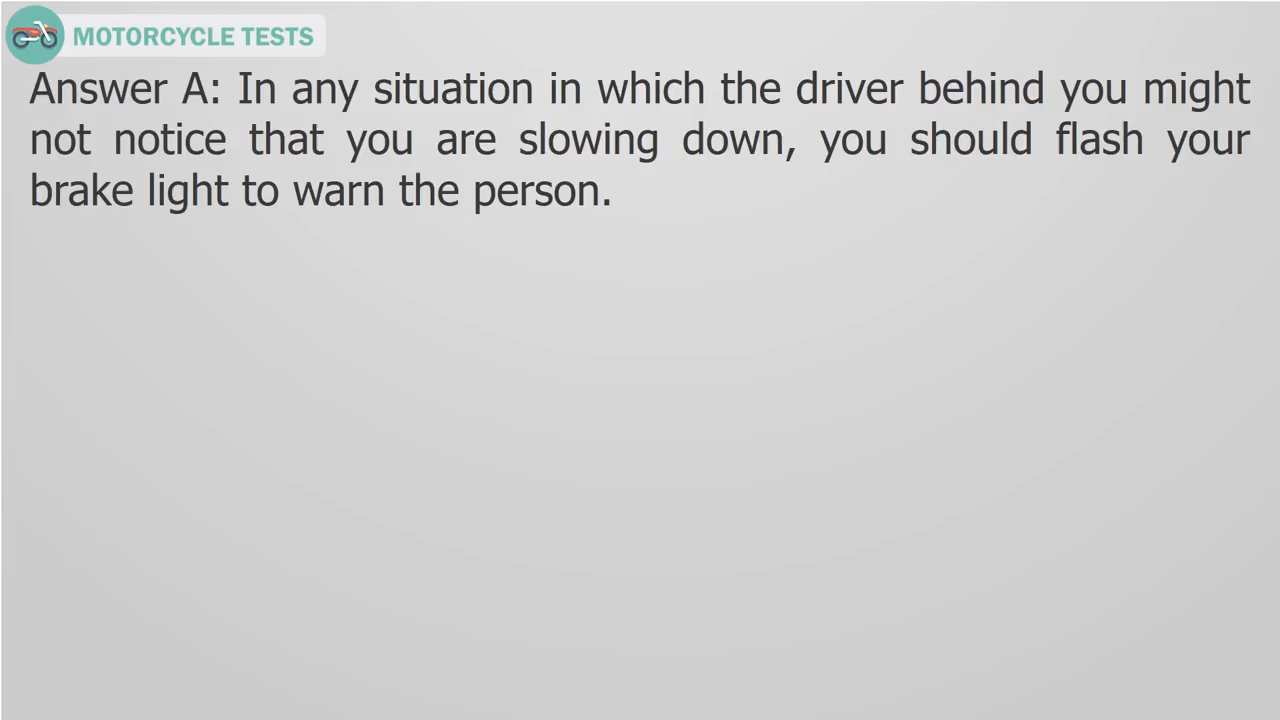 MOTORCYCLE TESTS
Answer A: In any situation in which the driver behind you might
not notice that you are slowing down, you should flash your
brake light to warn the person.